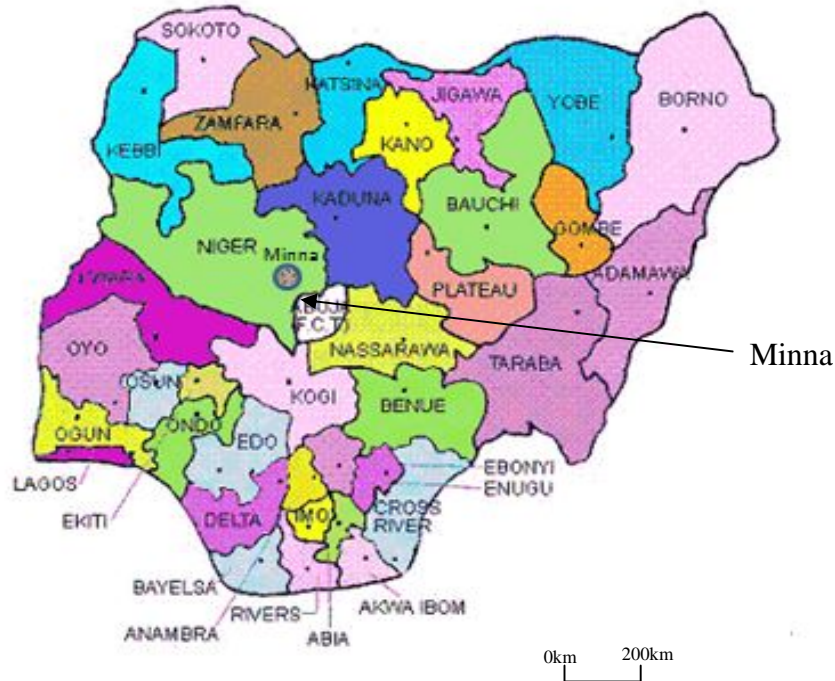 SOKOTO
KATSINA
JIGAWA
YOBE
BORNO
ZAMFARA
KANO
KEBBI
KADUNA
BAUCHI
GOMBE
NIGER
Minna
ADAMAWA
KWARA
PLATEAU
ABUJA
(F.C.T)
NASSARAWA
Minna
OYO
TARABA
OSUN
KOGI
BENUE
OGUN
ONDO
EDO
LAGOS
EBONYI
ENUGU
EKITI
DELTA
IMO
CROSS
RIVER
BAYELSA
RIVERS
AKWA IBOM
ANAMBRA
ABIA
0km 200km